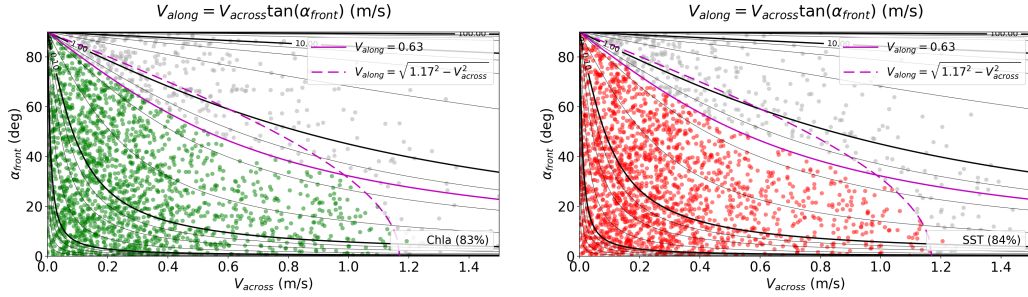 V_along = V_across tan(α_front) (m/s)
100.00
10.00
1.00
0.10
V_along = 0.63
V_along = √(1.17² − V²_across)
80
60
40
20
0
α_front (deg)
Chla (83%)
0.0 0.2 0.4 0.6 0.8 1.0 1.2 1.4
V_across (m/s)
V_along = V_across tan(α_front) (m/s)
100.00
10.00
1.00
0.10
V_along = 0.63
V_along = √(1.17² − V²_across)
80
60
40
20
0
α_front (deg)
SST (84%)
0.0 0.2 0.4 0.6 0.8 1.0 1.2 1.4
V_across (m/s)